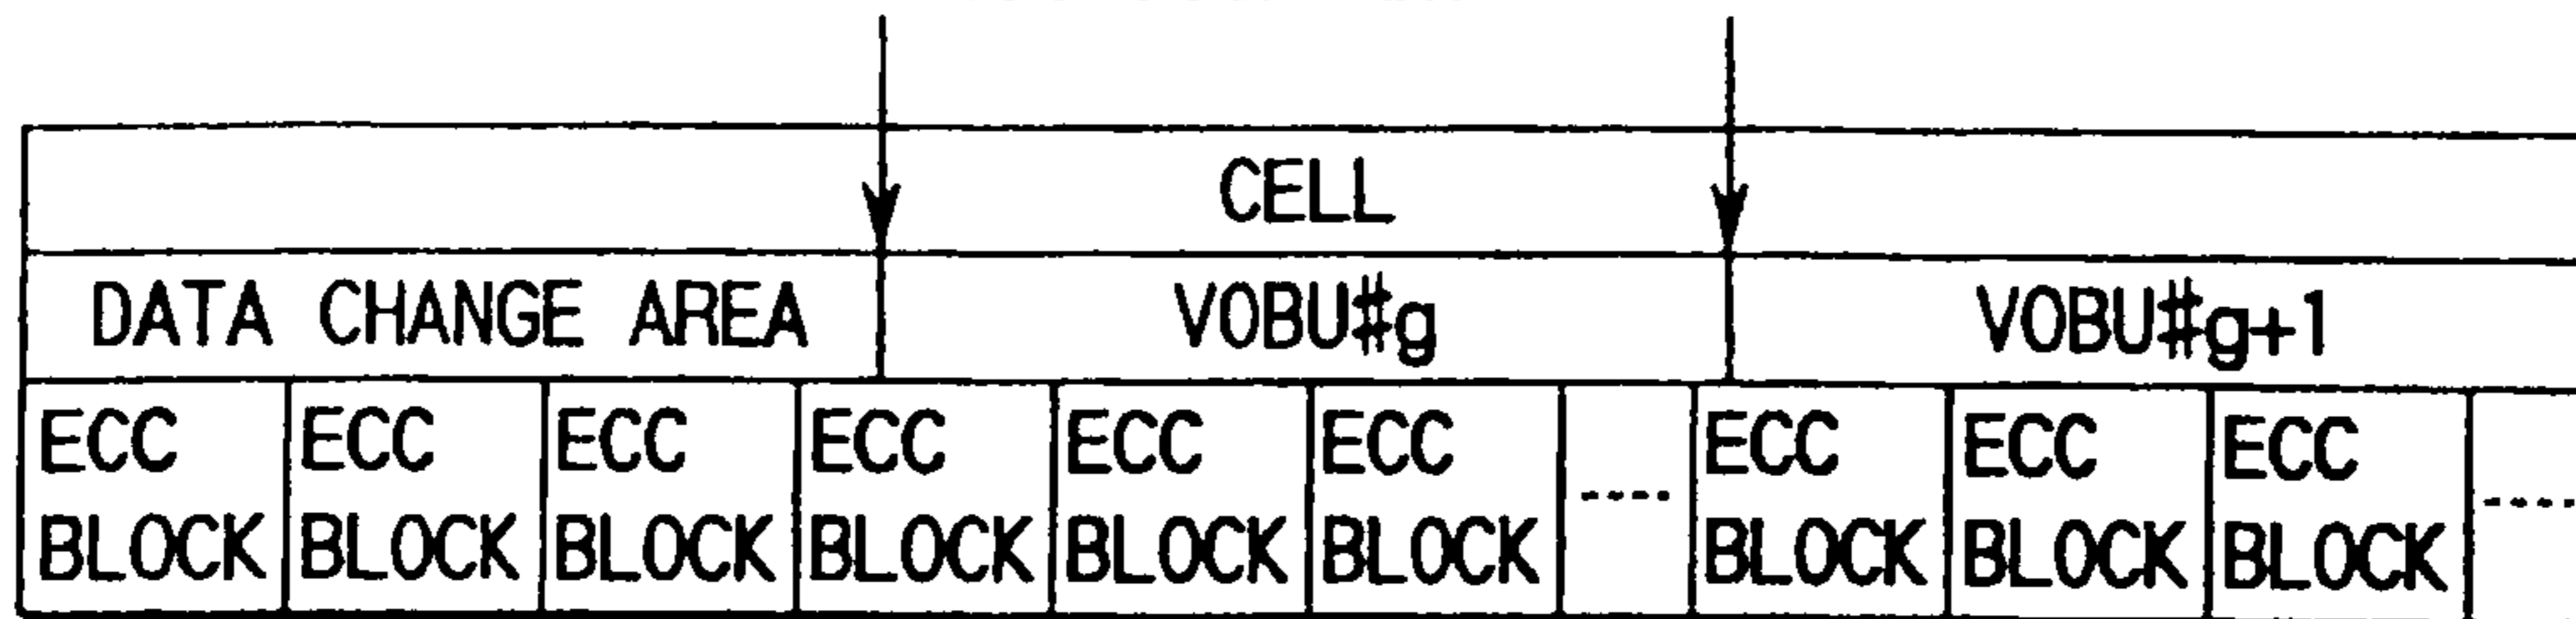 CELL
DATA CHANGE AREA VOBU#g VOBU#g+1
ECC ECC ECC ECC ECC ECC ECC ECC ECC
BLOCK BLOCK BLOCK BLOCK BLOCK BLOCK ---- BLOCK BLOCK BLOCK ----